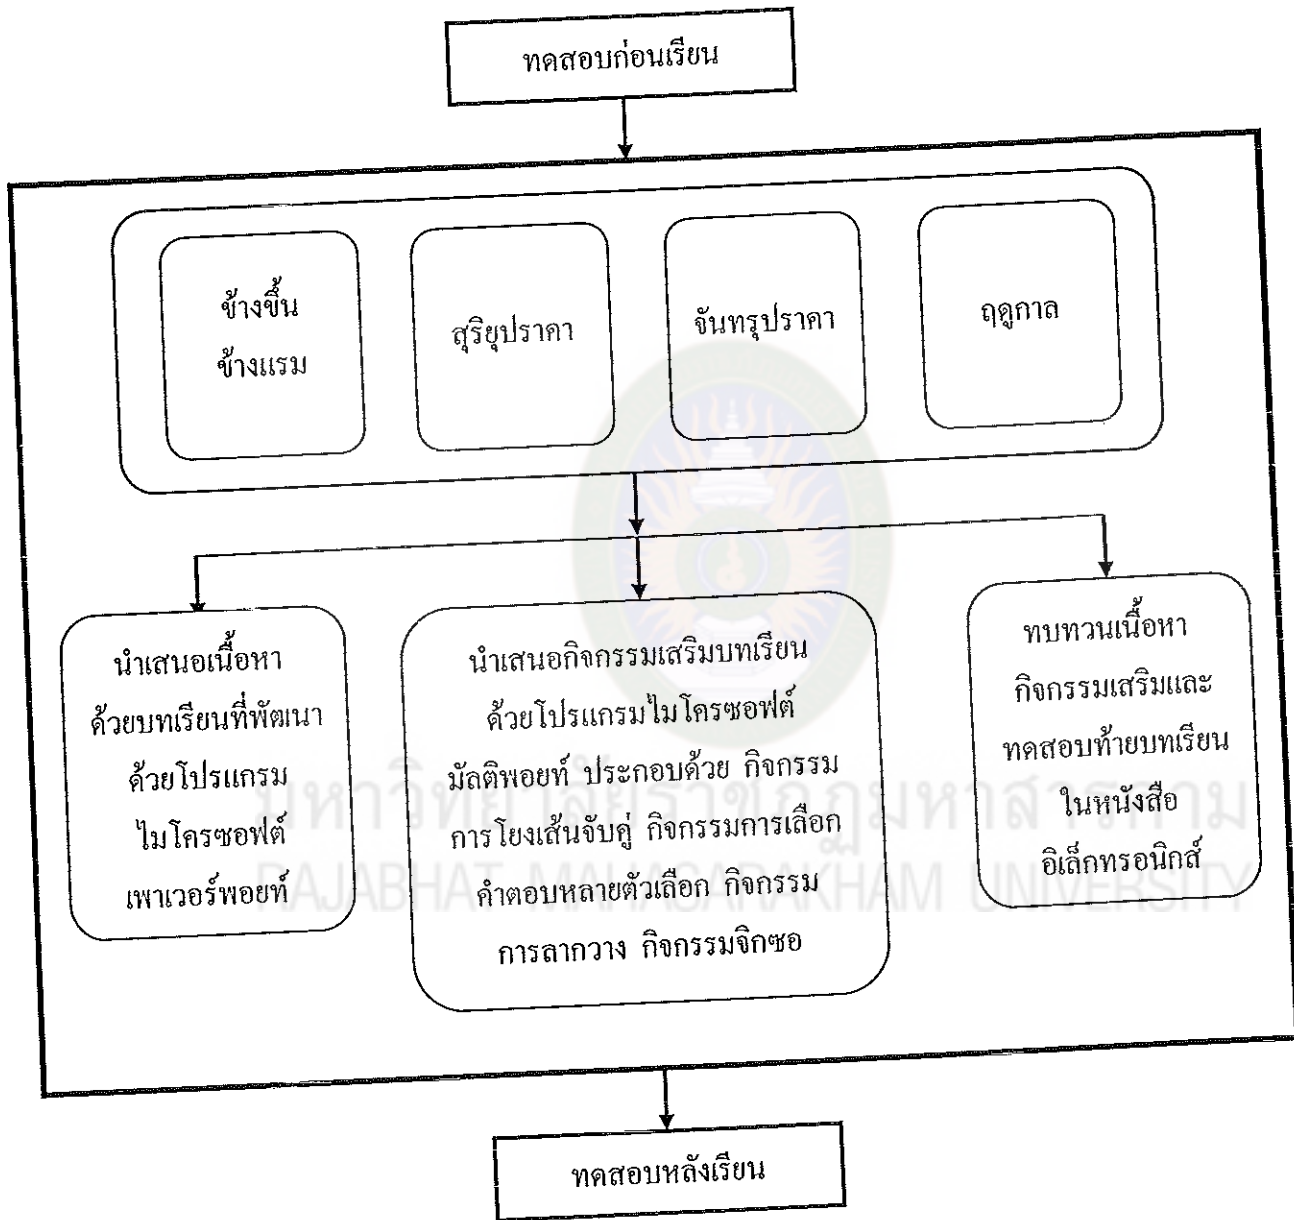 ทดสอบก่อนเรียน
ข้างขึ้น
ข้างแรม
สุริยุปราคา
จันทรุปราคา
ฤดูกาล
นำเสนอเนื้อหา
ด้วยบทเรียนที่พัฒนา
ด้วยโปรแกรม
ไมโครซอฟต์
เพาเวอร์พอยท์
นำเสนอกิจกรรมเสริมบทเรียน
ด้วยโปรแกรมไมโครซอฟต์
มัลติพอยท์ ประกอบด้วย กิจกรรม
การโยงเส้นจับคู่ กิจกรรมการเลือก
คำตอบหลายตัวเลือก กิจกรรม
การลากวาง กิจกรรมจิกซอ
ทบทวนเนื้อหา
กิจกรรมเสริมและ
ทดสอบท้ายบทเรียน
ในหนังสือ
อิเล็กทรอนิกส์
มหาวิทยาลัยราชภัฏมหาสารคาม
RAJABHAT MAHASARAKHAM UNIVERSITY
ทดสอบหลังเรียน